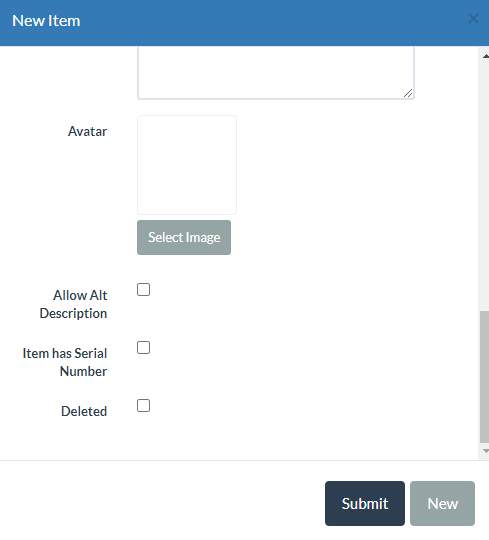 New Item
×
Avatar
Select Image
Allow Alt
Description
Item has Serial
Number
Deleted
Submit
New